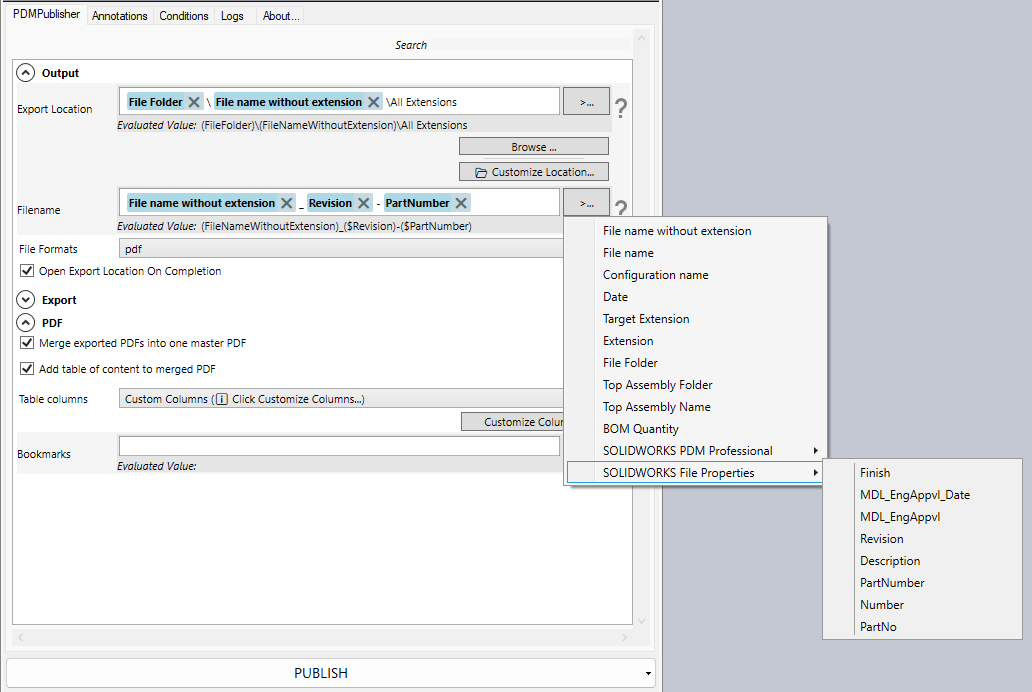 PDMPublisher Annotations Conditions Logs About...
Search
Output
Export Location File Folder \ File name without extension \All Extensions >... ?
Evaluated Value: (FileFolder)\(FileNameWithoutExtension)\All Extensions
Browse ...
Customize Location...
Filename File name without extension _ Revision - PartNumber >... ?
Evaluated Value: (FileNameWithoutExtension)_($Revision)-($PartNumber)
File Formats pdf
Open Export Location On Completion
Export
PDF
Merge exported PDFs into one master PDF
Add table of content to merged PDF
Table columns Custom Columns (i Click Customize Columns...)
Customize Colur
Bookmarks
Evaluated Value:
PUBLISH
File name without extension
File name
Configuration name
Date
Target Extension
Extension
File Folder
Top Assembly Folder
Top Assembly Name
BOM Quantity
SOLIDWORKS PDM Professional
SOLIDWORKS File Properties
Finish
MDL_EngAppvl_Date
MDL_EngAppvl
Revision
Description
PartNumber
Number
PartNo